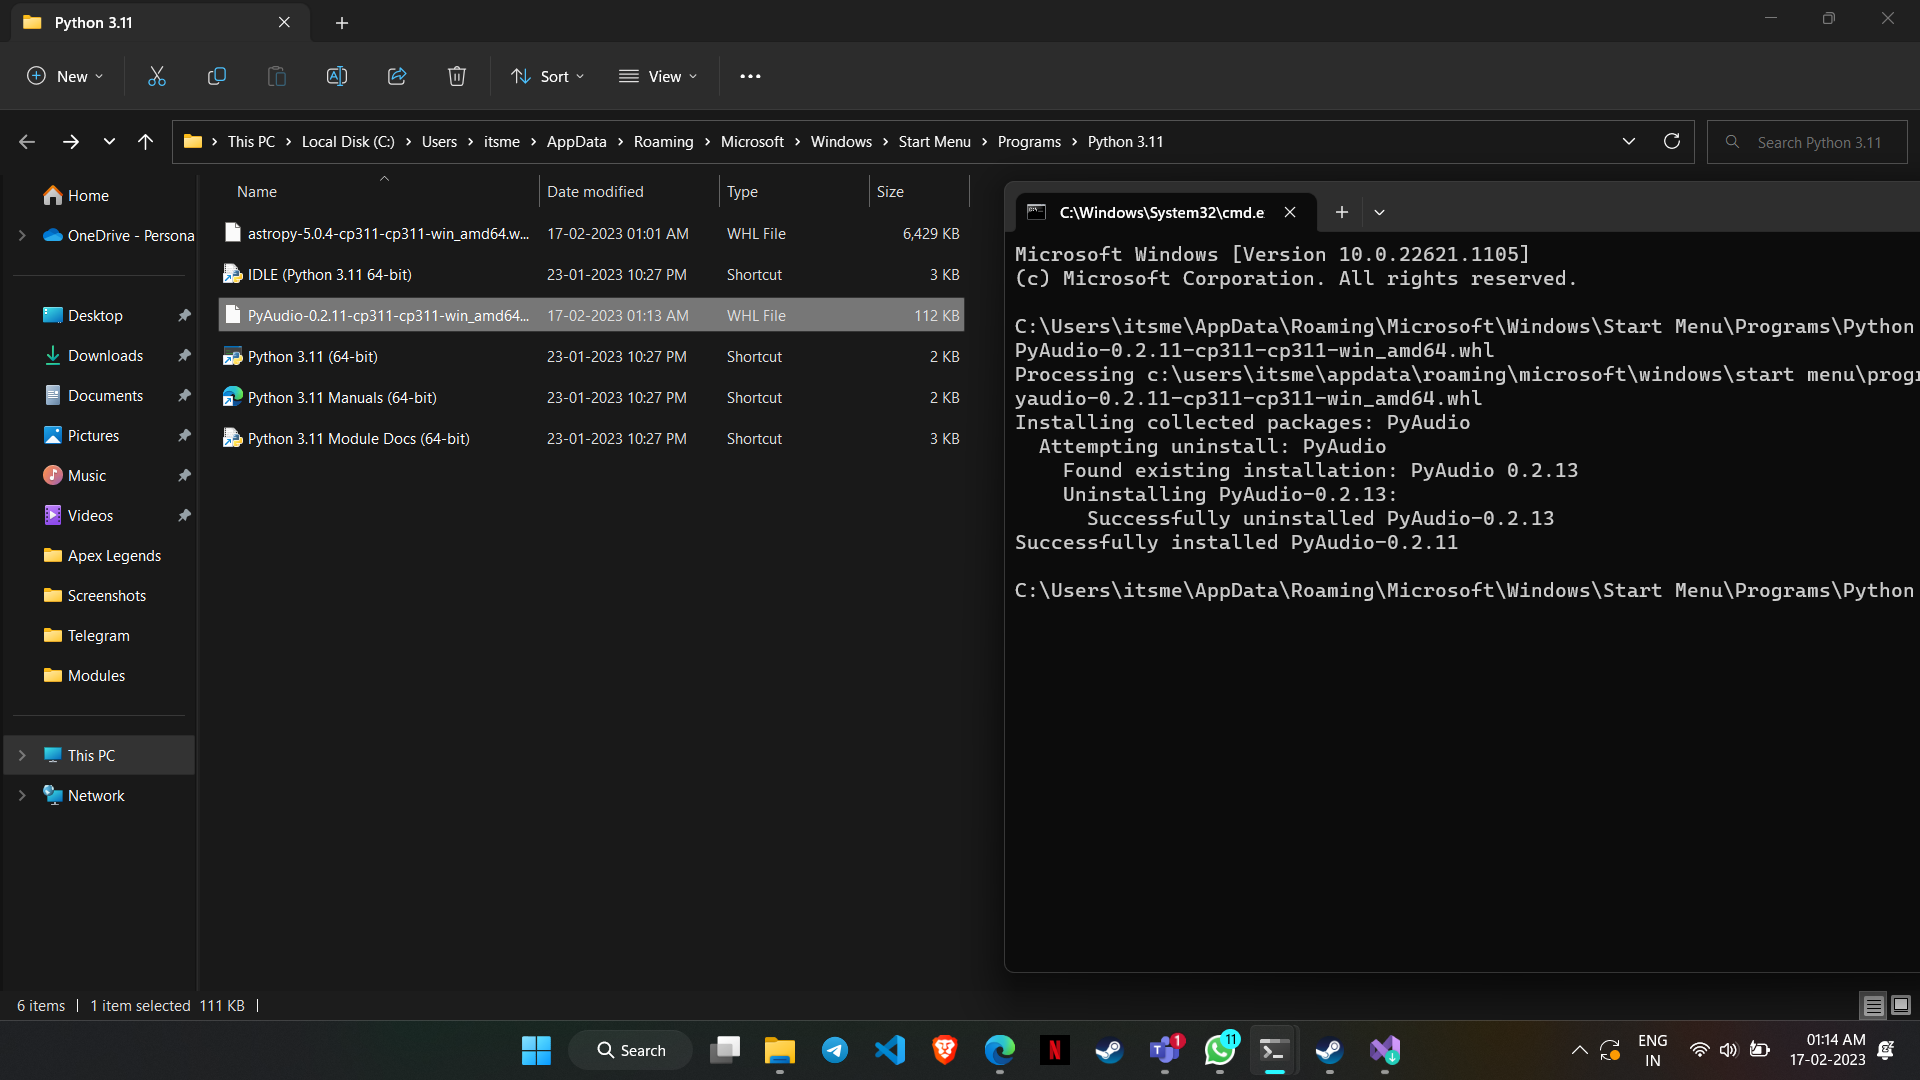 Python 3.11
New
Sort
View
This PC
Local Disk (C:)
Users
itsme
AppData
Roaming
Microsoft
Windows
Start Menu
Programs
Python 3.11
Search Python 3.11
Home
OneDrive - Persona
Desktop
Downloads
Documents
Pictures
Music
Videos
Apex Legends
Screenshots
Telegram
Modules
This PC
Network
Name Date modified Type Size
astropy-5.0.4-cp311-cp311-win_amd64.w... 17-02-2023 01:01 AM WHL File 6,429 KB
IDLE (Python 3.11 64-bit) 23-01-2023 10:27 PM Shortcut 3 KB
PyAudio-0.2.11-cp311-cp311-win_amd64... 17-02-2023 01:13 AM WHL File 112 KB
Python 3.11 (64-bit) 23-01-2023 10:27 PM Shortcut 2 KB
Python 3.11 Manuals (64-bit) 23-01-2023 10:27 PM Shortcut 2 KB
Python 3.11 Module Docs (64-bit) 23-01-2023 10:27 PM Shortcut 3 KB
C:\Windows\System32\cmd.e
Microsoft Windows [Version 10.0.22621.1105]
(c) Microsoft Corporation. All rights reserved.
C:\Users\itsme\AppData\Roaming\Microsoft\Windows\Start Menu\Programs\Python
PyAudio-0.2.11-cp311-cp311-win_amd64.whl
Processing c:\users\itsme\appdata\roaming\microsoft\windows\start menu\progr
yaudio-0.2.11-cp311-cp311-win_amd64.whl
Installing collected packages: PyAudio
Attempting uninstall: PyAudio
Found existing installation: PyAudio 0.2.13
Uninstalling PyAudio-0.2.13:
Successfully uninstalled PyAudio-0.2.13
Successfully installed PyAudio-0.2.11
C:\Users\itsme\AppData\Roaming\Microsoft\Windows\Start Menu\Programs\Python
6 items 1 item selected 111 KB
Search
N
1
11
ENG
IN
01:14 AM
17-02-2023